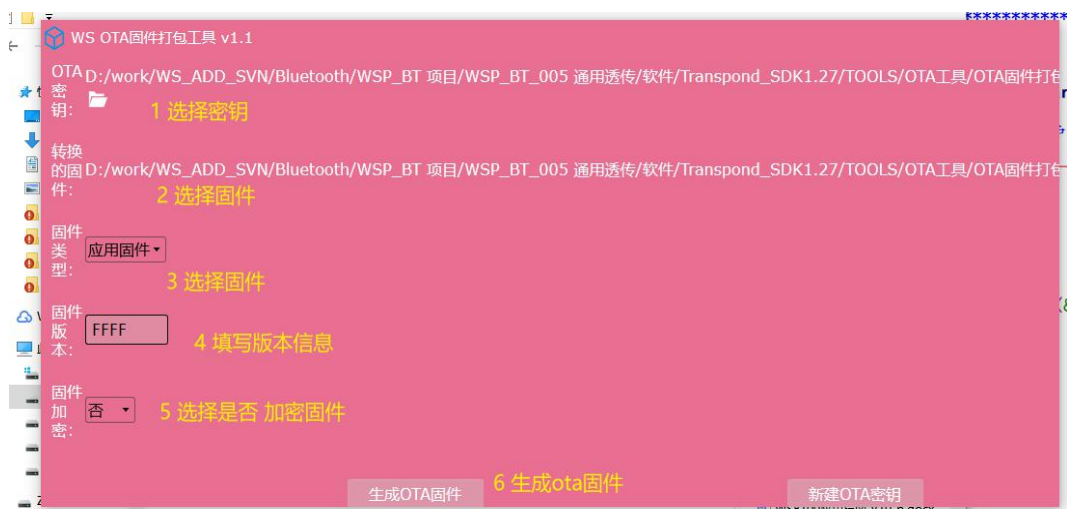 ***********
WS OTA固件打包工具 v1.1
OTA密钥:
D:/work/WS_ADD_SVN/Bluetooth/WSP_BT 项目/WSP_BT_005 通用透传/软件/Transpond_SDK1.27/TOOLS/OTA工具/OTA固件打包
1 选择密钥
转换的固件:
D:/work/WS_ADD_SVN/Bluetooth/WSP_BT 项目/WSP_BT_005 通用透传/软件/Transpond_SDK1.27/TOOLS/OTA工具/OTA固件打包
2 选择固件
固件类型:
应用固件
3 选择固件
固件版本:
FFFF
4 填写版本信息
固件加密:
否
5 选择是否 加密固件
6 生成ota固件
生成OTA固件
新建OTA密钥